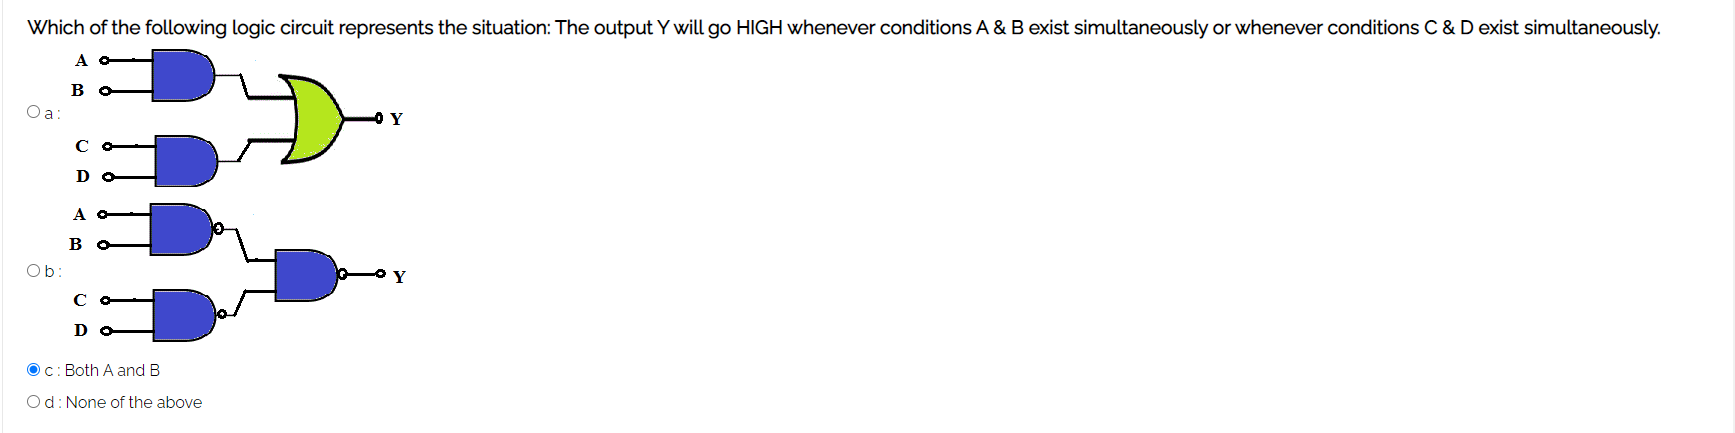 Which of the following logic circuit represents the situation: The output Y will go HIGH whenever conditions A & B exist simultaneously or whenever conditions C & D exist simultaneously.
A
B
a:
Y
C
D
A
B
b:
Y
C
D
c: Both A and B
d: None of the above